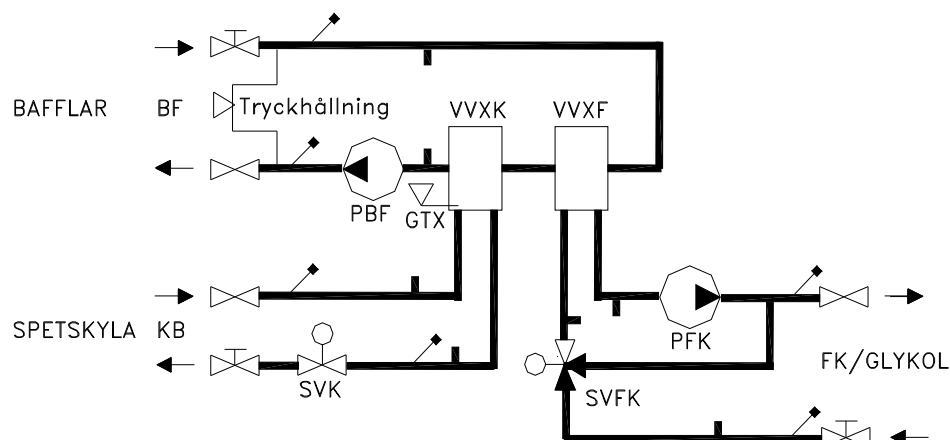 BAFFLAR BF Tryckhållning VVXK VVXF
PBF GTX
SPETSKYLA KB
PFK
FK/GLYKOL
SVK SVFK